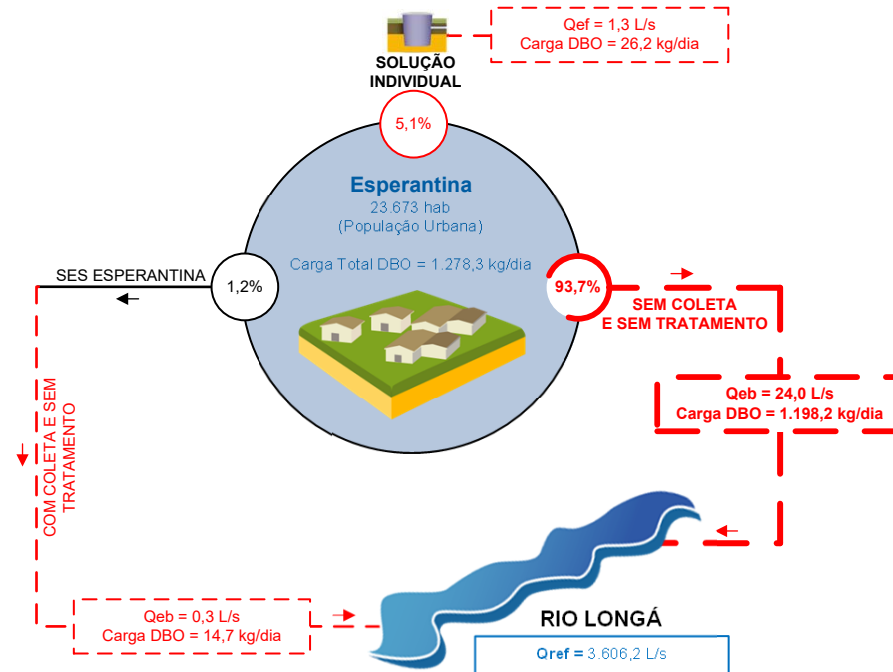 Qef = 1,3 L/s
Carga DBO = 26,2 kg/dia
SOLUÇÃO
INDIVIDUAL
5,1%
Esperantina
23.673 hab
(População Urbana)
Carga Total DBO = 1.278,3 kg/dia
SES ESPERANTINA
1,2%
93,7%
SEM COLETA
E SEM TRATAMENTO
Qeb = 24,0 L/s
Carga DBO = 1.198,2 kg/dia
COM COLETA E SEM
TRATAMENTO
Qeb = 0,3 L/s
Carga DBO = 14,7 kg/dia
RIO LONGÁ
Qref = 3.606,2 L/s